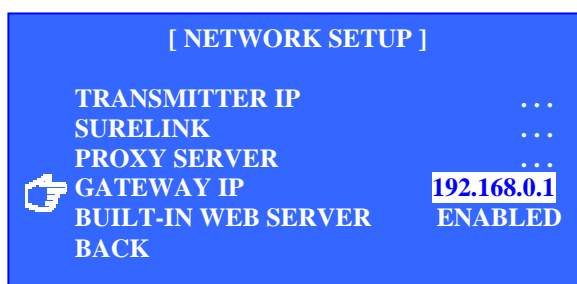 [ NETWORK SETUP ]
TRANSMITTER IP ...
SURELINK ...
PROXY SERVER ...
GATEWAY IP 192.168.0.1
BUILT-IN WEB SERVER ENABLED
BACK